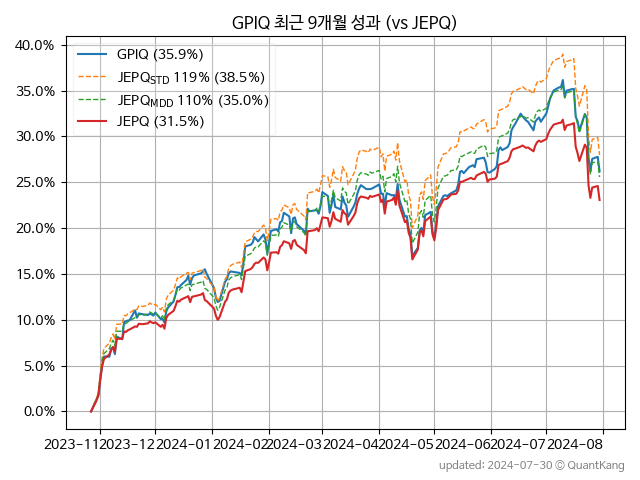 GPIQ 최근 9개월 성과 (vs JEPQ)
GPIQ (35.9%)
JEPQSTD 119% (38.5%)
JEPQMDD 110% (35.0%)
JEPQ (31.5%)
40.0%
35.0%
30.0%
25.0%
20.0%
15.0%
10.0%
5.0%
0.0%
2023-11 2023-12 2024-01 2024-02 2024-03 2024-04 2024-05 2024-06 2024-07 2024-08
updated: 2024-07-30 © QuantKang